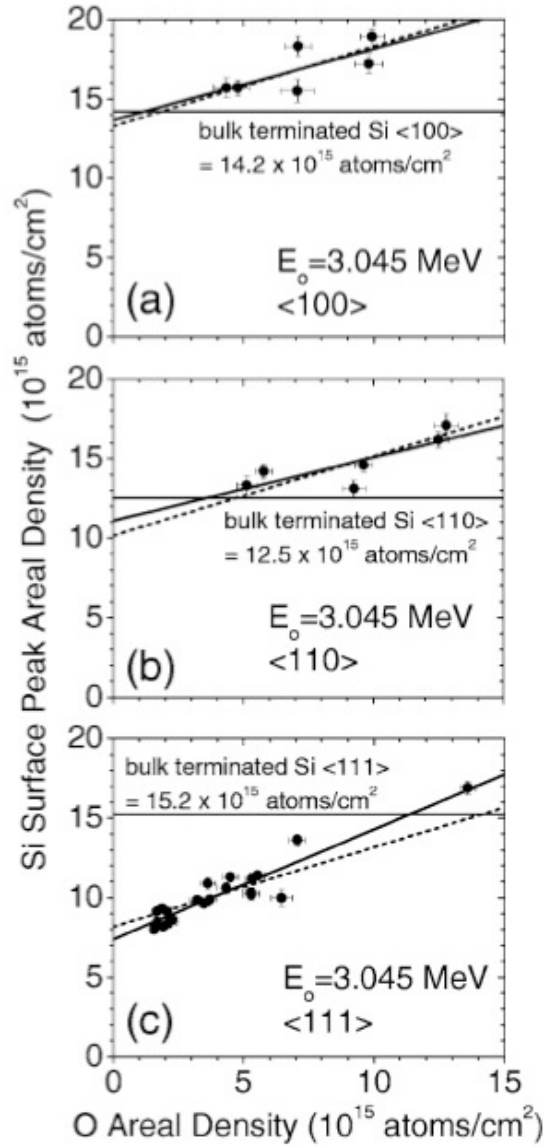 Si Surface Peak Areal Density (10¹⁵ atoms/cm²)
20
15
10
5
0
bulk terminated Si <100>
= 14.2 x 10¹⁵ atoms/cm²
E₀=3.045 MeV
(a)
<100>
20
15
10
5
0
bulk terminated Si <110>
= 12.5 x 10¹⁵ atoms/cm²
E₀=3.045 MeV
(b)
<110>
20
15
10
5
0
bulk terminated Si <111>
= 15.2 x 10¹⁵ atoms/cm²
E₀=3.045 MeV
(c)
<111>
0 5 10 15
O Areal Density (10¹⁵ atoms/cm²)